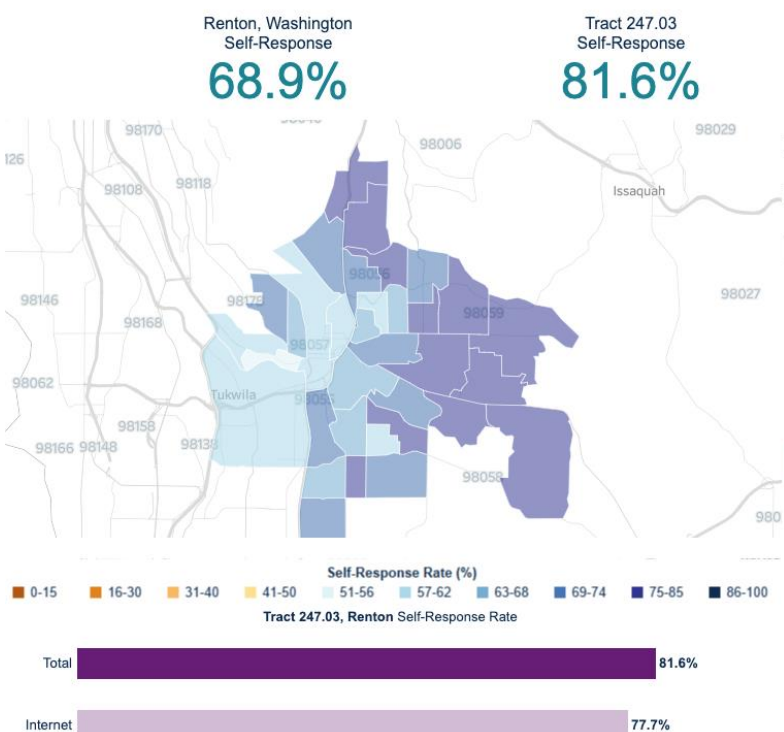 Renton, Washington
Self-Response
68.9%
Tract 247.03
Self-Response
81.6%
98170
98006
98029
126
98108
98118
Issaquah
98178
98056
98059
98027
98146
98168
98057
98062
Tukwila
98055
98166
98148
98158
98138
98058
980
Self-Response Rate (%)
0-15 16-30 31-40 41-50 51-56 57-62 63-68 69-74 75-85 86-100
Tract 247.03, Renton Self-Response Rate
Total 81.6%
Internet 77.7%